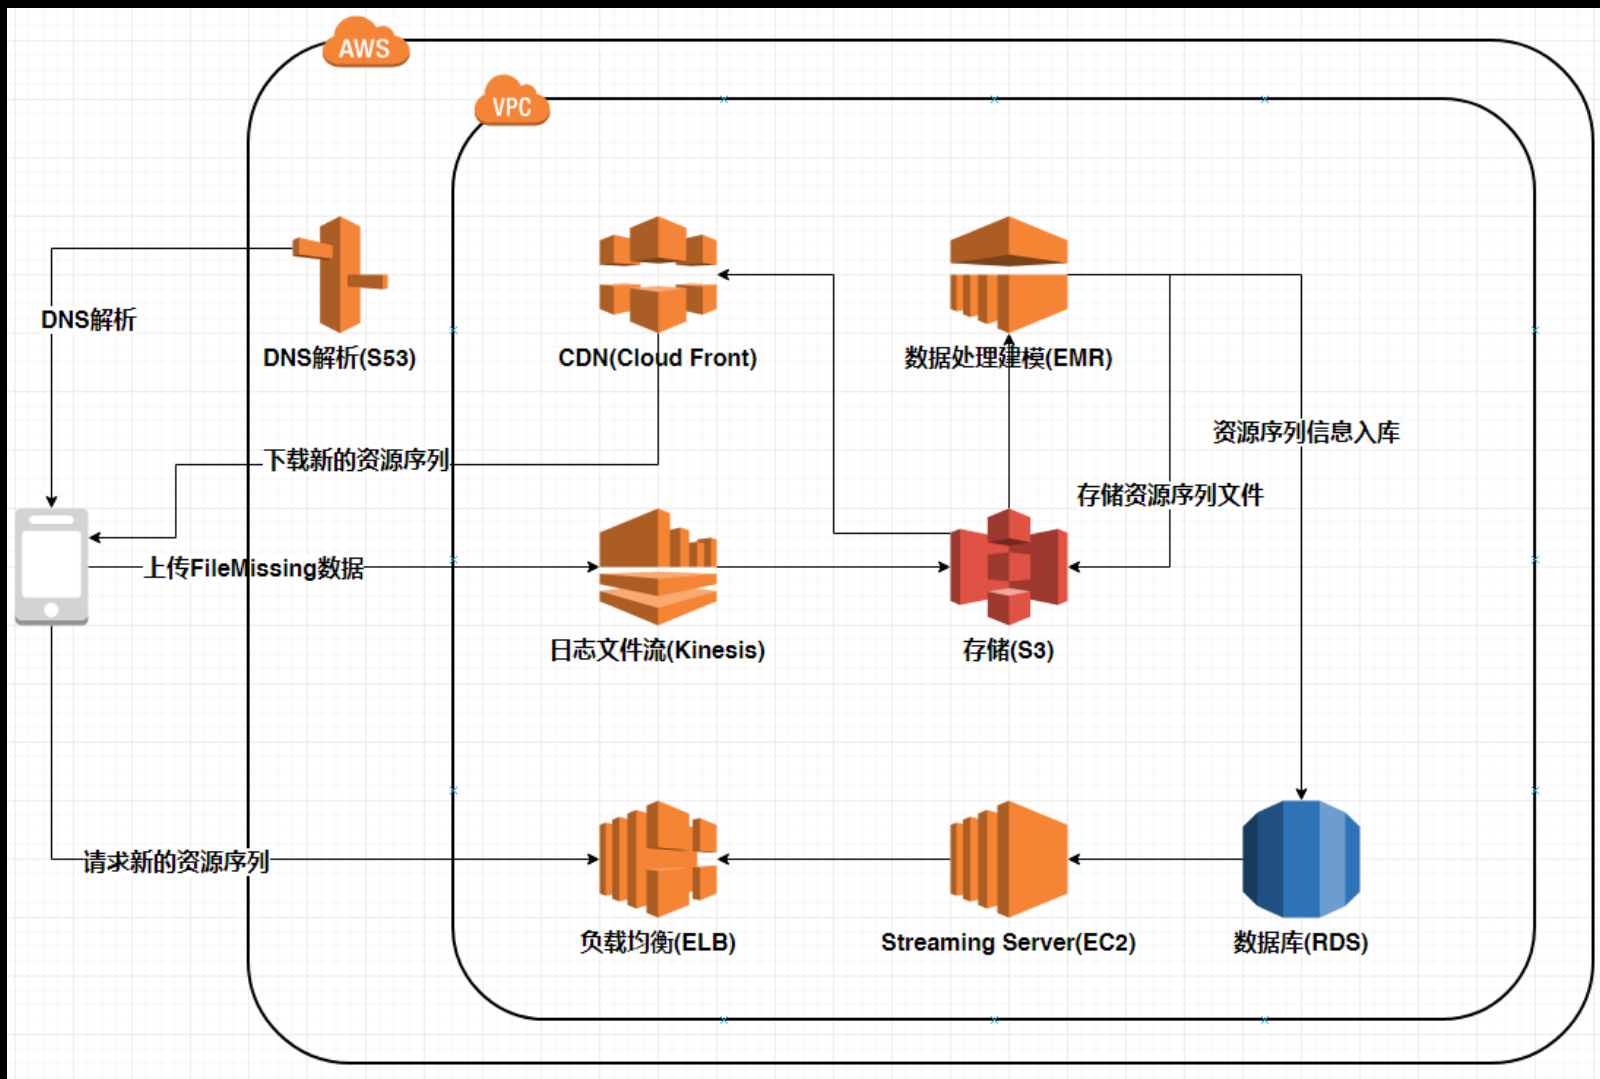 AWS
VPC
DNS解析
DNS解析(S53)
CDN(Cloud Front)
数据处理建模(EMR)
资源序列信息入库
下载新的资源序列
存储资源序列文件
上传FileMissing数据
日志文件流(Kinesis)
存储(S3)
请求新的资源序列
负载均衡(ELB)
Streaming Server(EC2)
数据库(RDS)